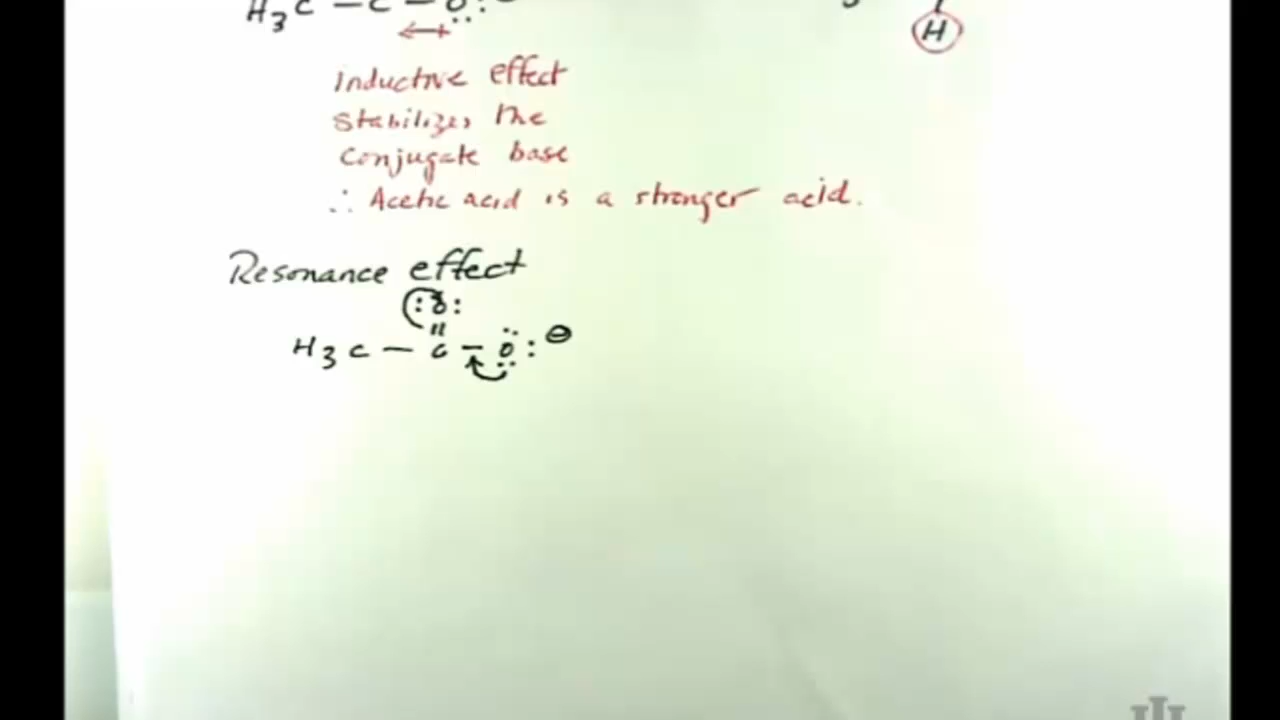 H3C — C — O:
H
Inductive effect
stabilizes the
conjugate base
∴ Acetic acid is a stronger acid.
Resonance effect
:O:
H3C — C — O: ⊖